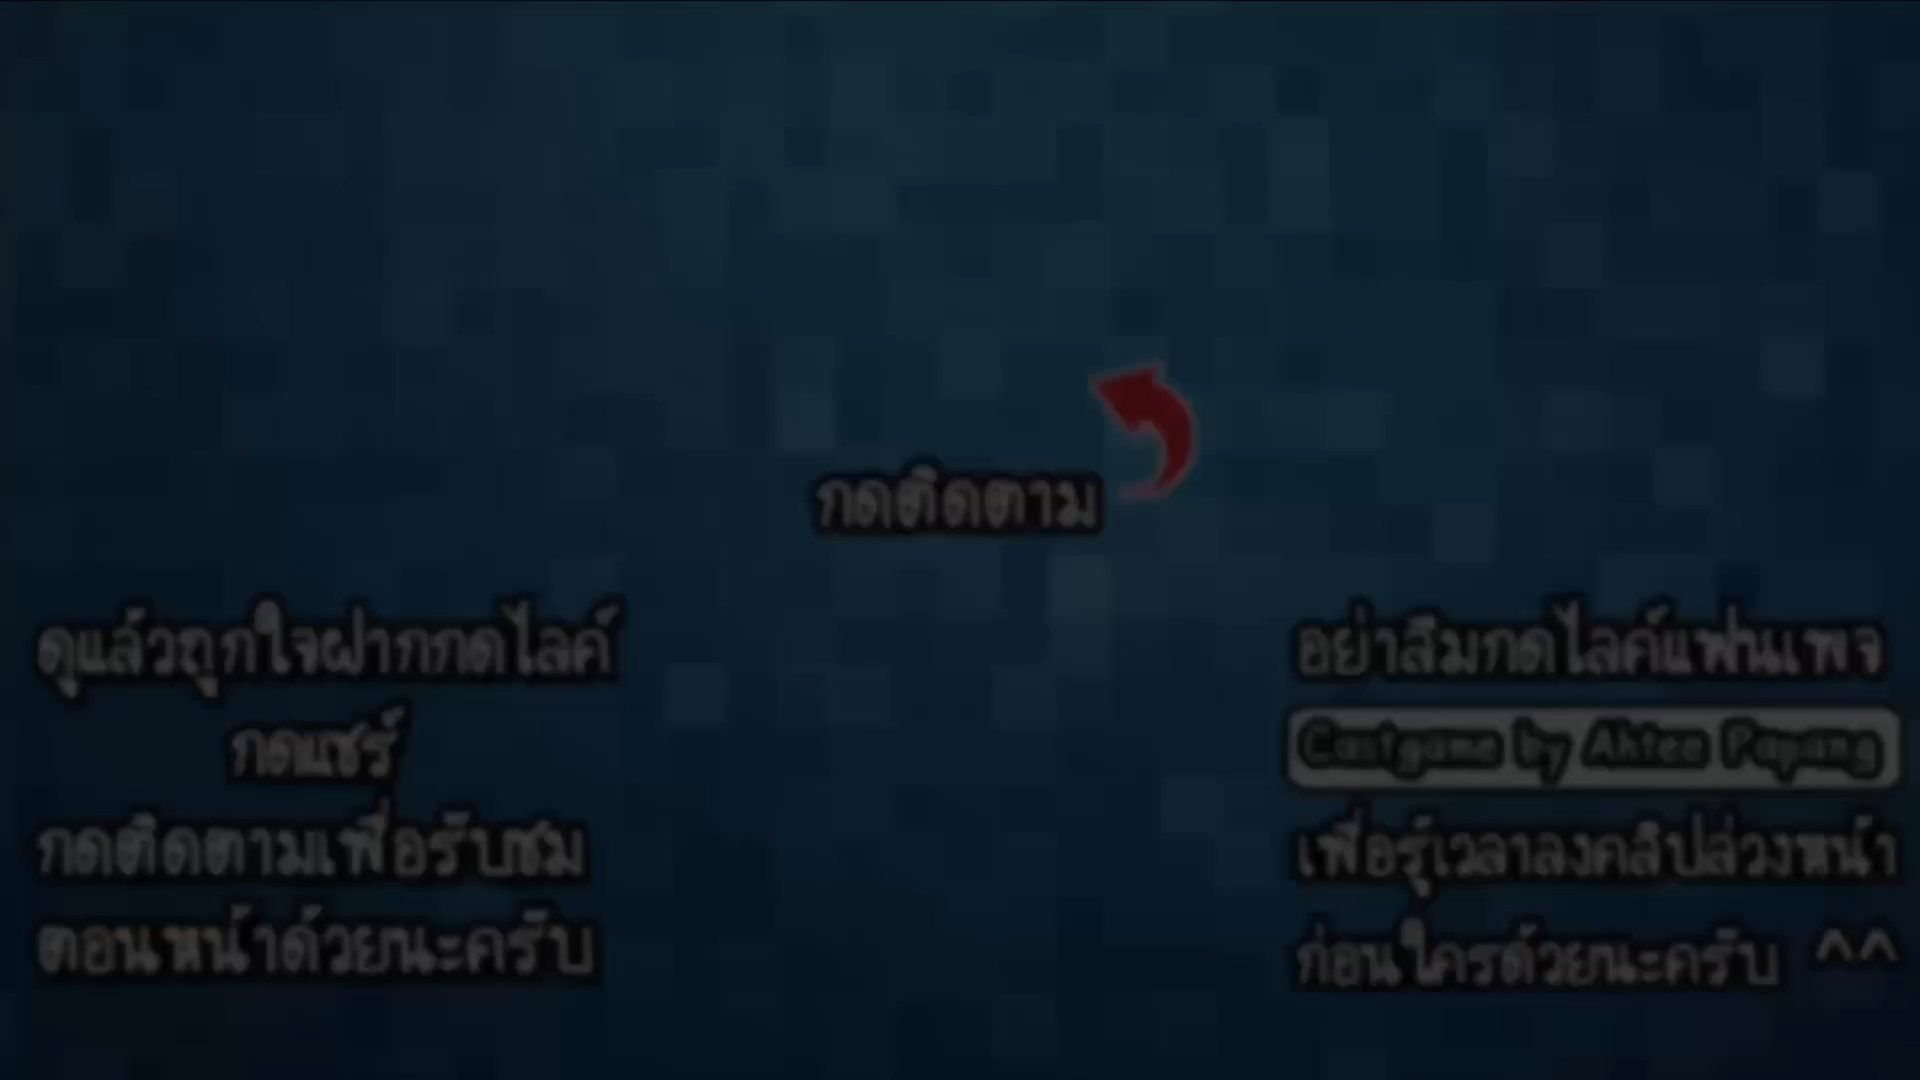 กดติดตาม
ดูแล้วถูกใจฝากกดไลค์
กดแชร์
กดติดตามเพื่อรับชม
ตอนหน้าด้วยนะครับ
อย่าลืมกดไลค์แฟนเพจ
Castgame by Ahtee Papang
เพื่อรู้เวลาลงคลิปล่วงหน้า
ก่อนใครด้วยนะครับ ^^